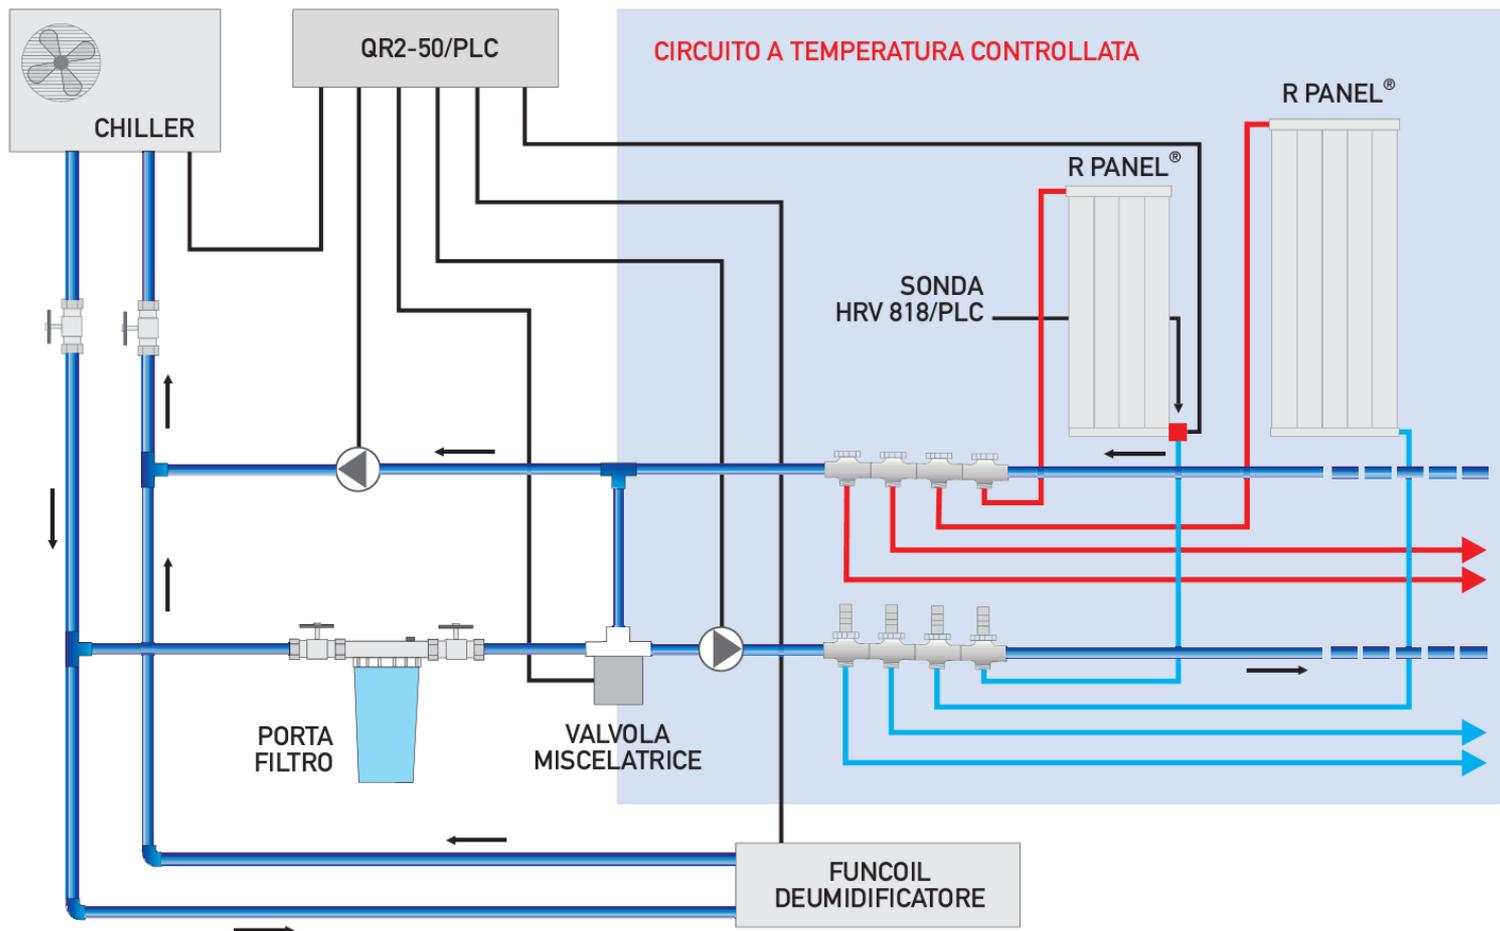 QR2-50/PLC
CIRCUITO A TEMPERATURA CONTROLLATA
CHILLER
R PANEL®
R PANEL®
SONDA
HRV 818/PLC
PORTA
FILTRO
VALVOLA
MISCELATRICE
FUNCOIL
DEUMIDIFICATORE